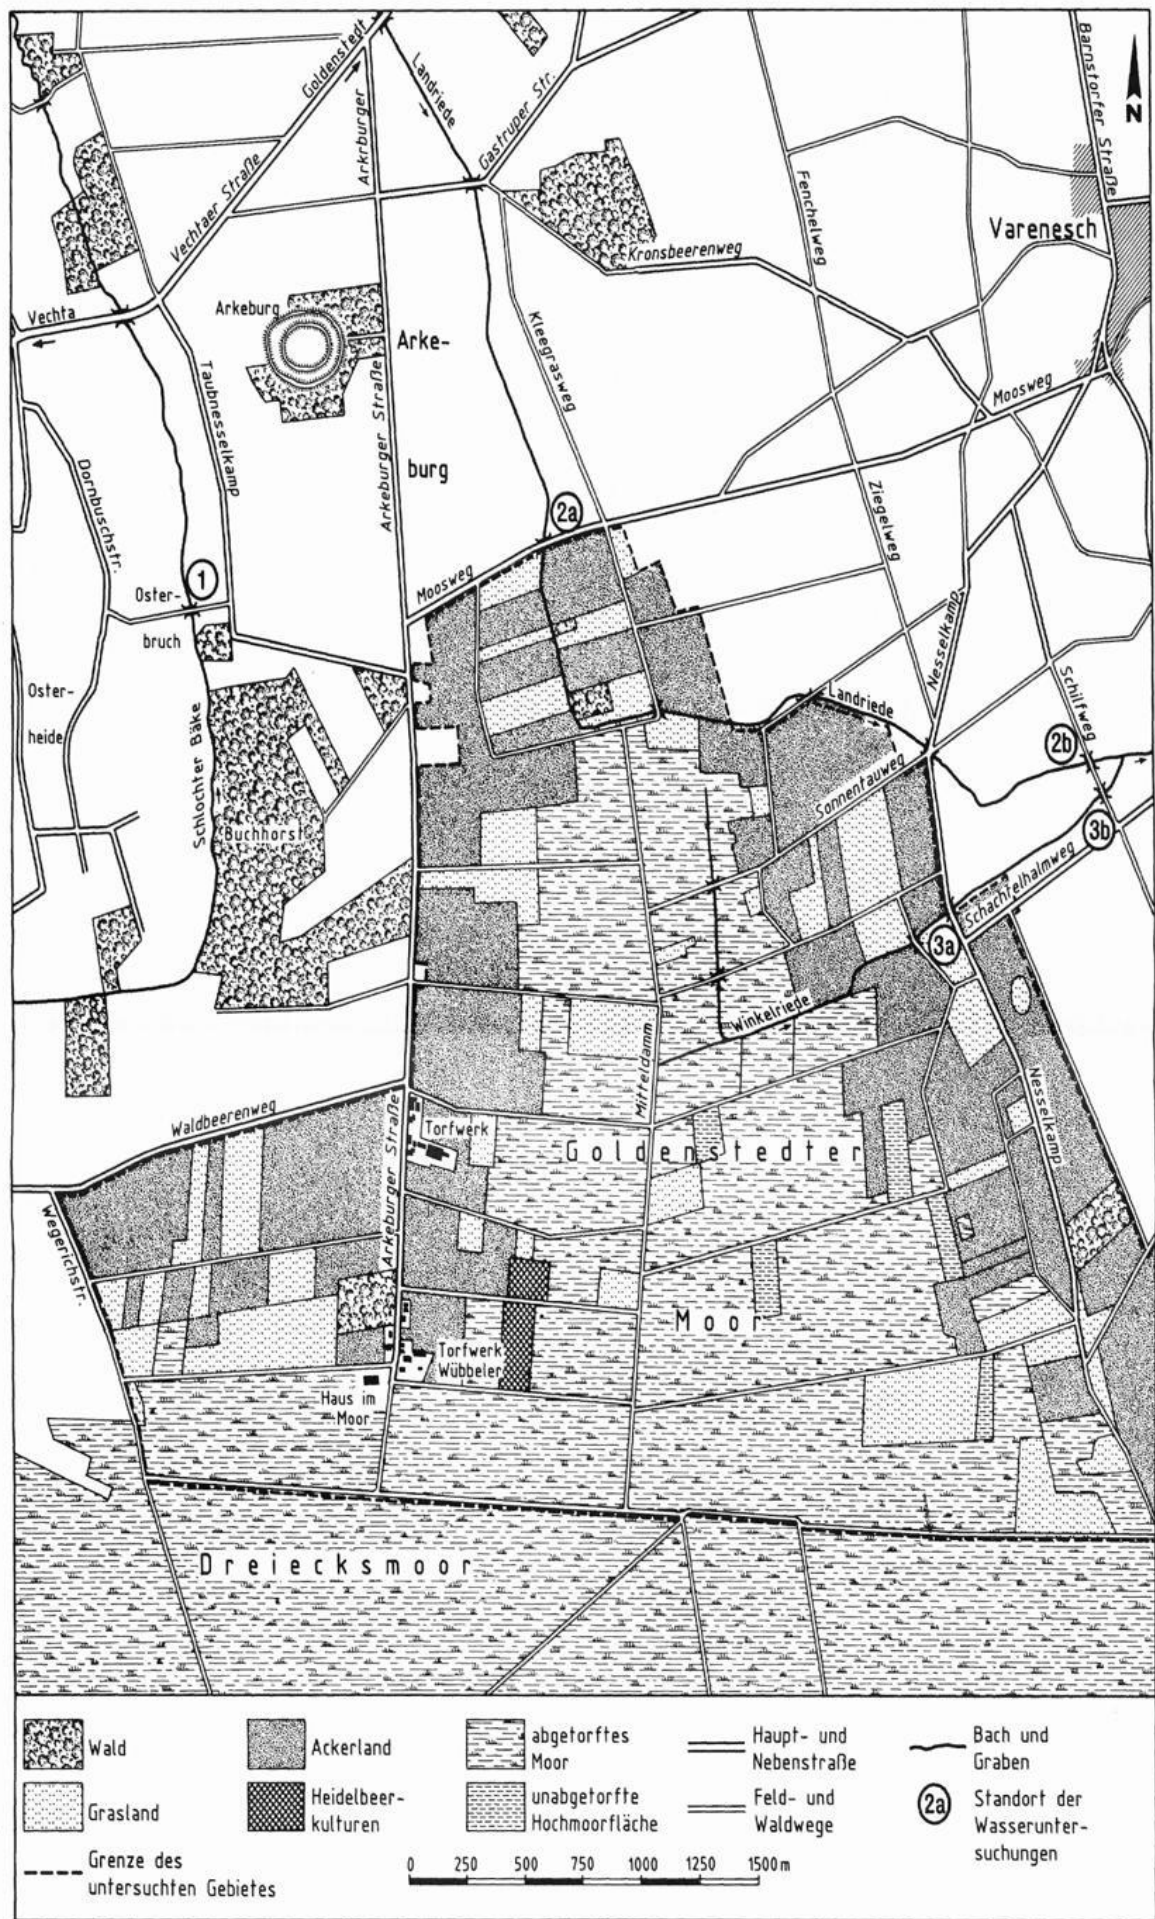 Goldenstedt
Landriede
Barnstorfer Straße
N
Arkrburger
Gastruper Str.
Vechtaer Straße
Fenchelweg
Varenesch
Kronsbeerenweg
Vechta
Arkeburg
Kleegrasweg
Arke-
burg
Taubnesselkamp
Arkeburger Straße
Moosweg
Dornbuschstr.
Ziegelweg
2a
1
Oster-
bruch
Moosweg
Nesselkamp
Oster-
heide
Landriede
Schilfweg
2b
Schlochter Bäke
Sonnentauweg
Buchhorst
3b
Schachtelhalmweg
3a
Winkelriede
Mitteldamm
Nesselkamp
Waldbeerenweg
Arkeburger Straße
Torfwerk
Goldenstedter
Moor
Wegerichstr.
Torfwerk
Wübbeler
Haus im
Moor
Dreiecksmoor
Wald
Ackerland
abgetorftes
Moor
Haupt- und
Nebenstraße
Bach und
Graben
Grasland
Heidelbeer-
kulturen
unabgetorfte
Hochmoorfläche
Feld- und
Waldwege
2a
Standort der
Wasserunter-
suchungen
Grenze des
untersuchten Gebietes
0 250 500 750 1000 1250 1500m